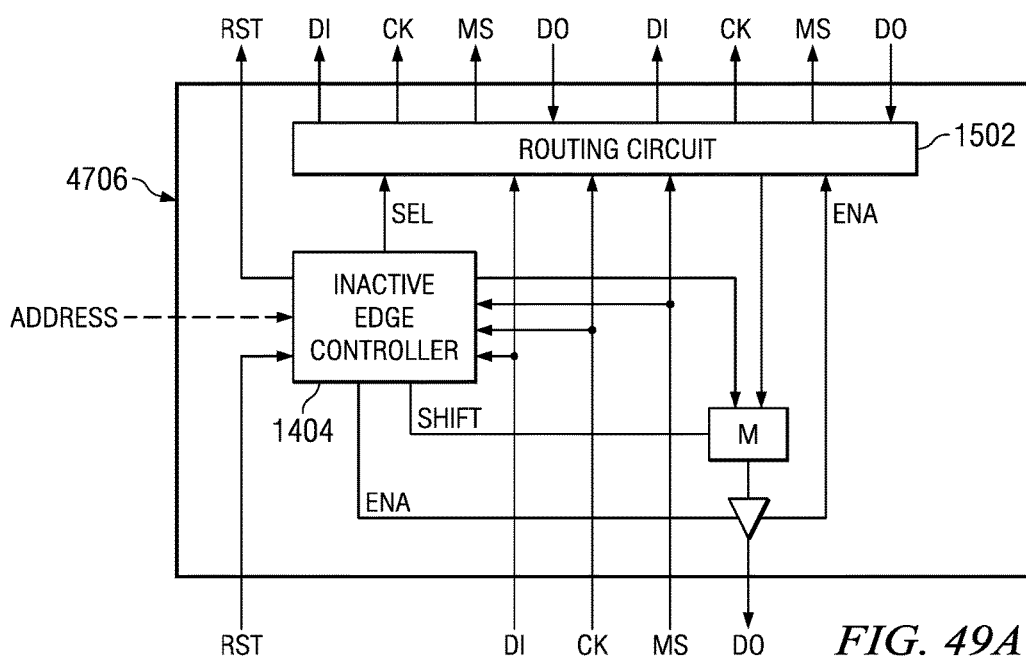 RST DI CK MS DO DI CK MS DO
ROUTING CIRCUIT
1502
4706
SEL
ENA
INACTIVE
EDGE
CONTROLLER
ADDRESS
1404
SHIFT
M
ENA
RST DI CK MS DO
FIG. 49A